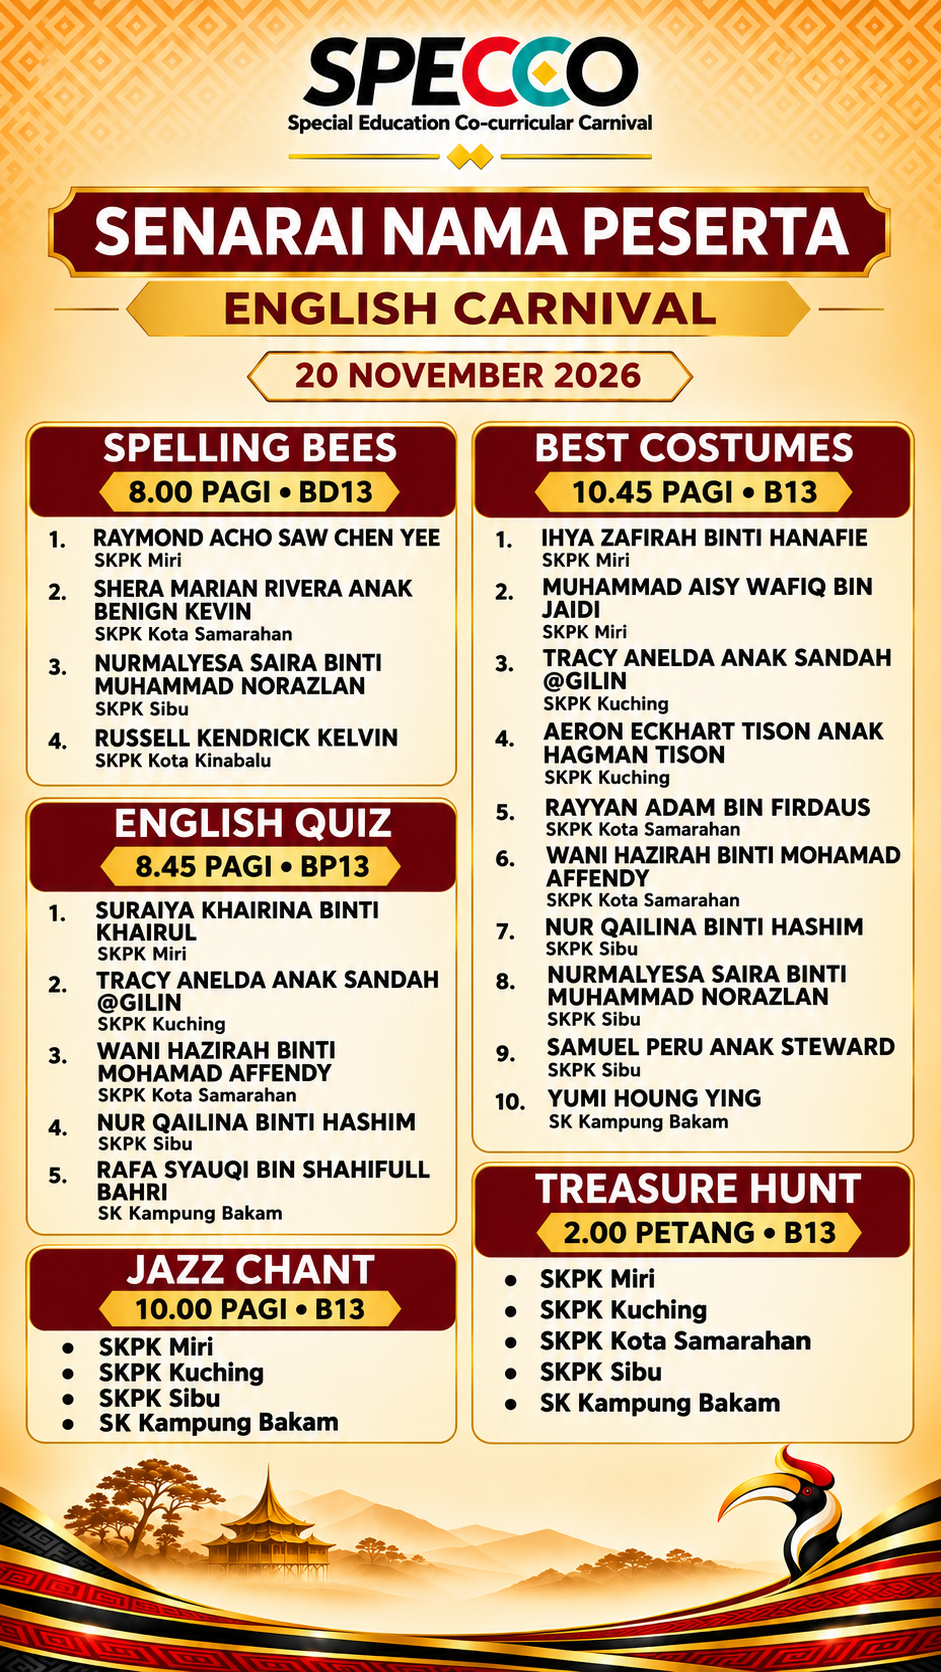 SPECCO
Special Education Co-curricular Carnival
SENARAI NAMA PESERTA
ENGLISH CARNIVAL
20 NOVEMBER 2026
SPELLING BEES
8.00 PAGI • BD13
1. RAYMOND ACHO SAW CHEN YEE
SKPK Miri
2. SHERA MARIAN RIVERA ANAK
BENIGN KEVIN
SKPK Kota Samarahan
3. NURMALYESA SAIRA BINTI
MUHAMMAD NORAZLAN
SKPK Sibu
4. RUSSELL KENDRICK KELVIN
SKPK Kota Kinabalu
ENGLISH QUIZ
8.45 PAGI • BP13
1. SURAIYA KHAIRINA BINTI
KHAIRUL
SKPK Miri
2. TRACY ANELDA ANAK SANDAH
@GILIN
SKPK Kuching
3. WANI HAZIRAH BINTI
MOHAMAD AFFENDY
SKPK Kota Samarahan
4. NUR QAILINA BINTI HASHIM
SKPK Sibu
5. RAFA SYAUQI BIN SHAHIFULL
BAHRI
SK Kampung Bakam
JAZZ CHANT
10.00 PAGI • B13
• SKPK Miri
• SKPK Kuching
• SKPK Sibu
• SK Kampung Bakam
BEST COSTUMES
10.45 PAGI • B13
1. IHYA ZAFIRAH BINTI HANAFIE
SKPK Miri
2. MUHAMMAD AISY WAFIQ BIN
JAIDI
SKPK Miri
3. TRACY ANELDA ANAK SANDAH
@GILIN
SKPK Kuching
4. AERON ECKHART TISON ANAK
HAGMAN TISON
SKPK Kuching
5. RAYYAN ADAM BIN FIRDAUS
SKPK Kota Samarahan
6. WANI HAZIRAH BINTI MOHAMAD
AFFENDY
SKPK Kota Samarahan
7. NUR QAILINA BINTI HASHIM
SKPK Sibu
8. NURMALYESA SAIRA BINTI
MUHAMMAD NORAZLAN
SKPK Sibu
9. SAMUEL PERU ANAK STEWARD
SKPK Sibu
10. YUMI HOUNG YING
SK Kampung Bakam
TREASURE HUNT
2.00 PETANG • B13
• SKPK Miri
• SKPK Kuching
• SKPK Kota Samarahan
• SKPK Sibu
• SK Kampung Bakam